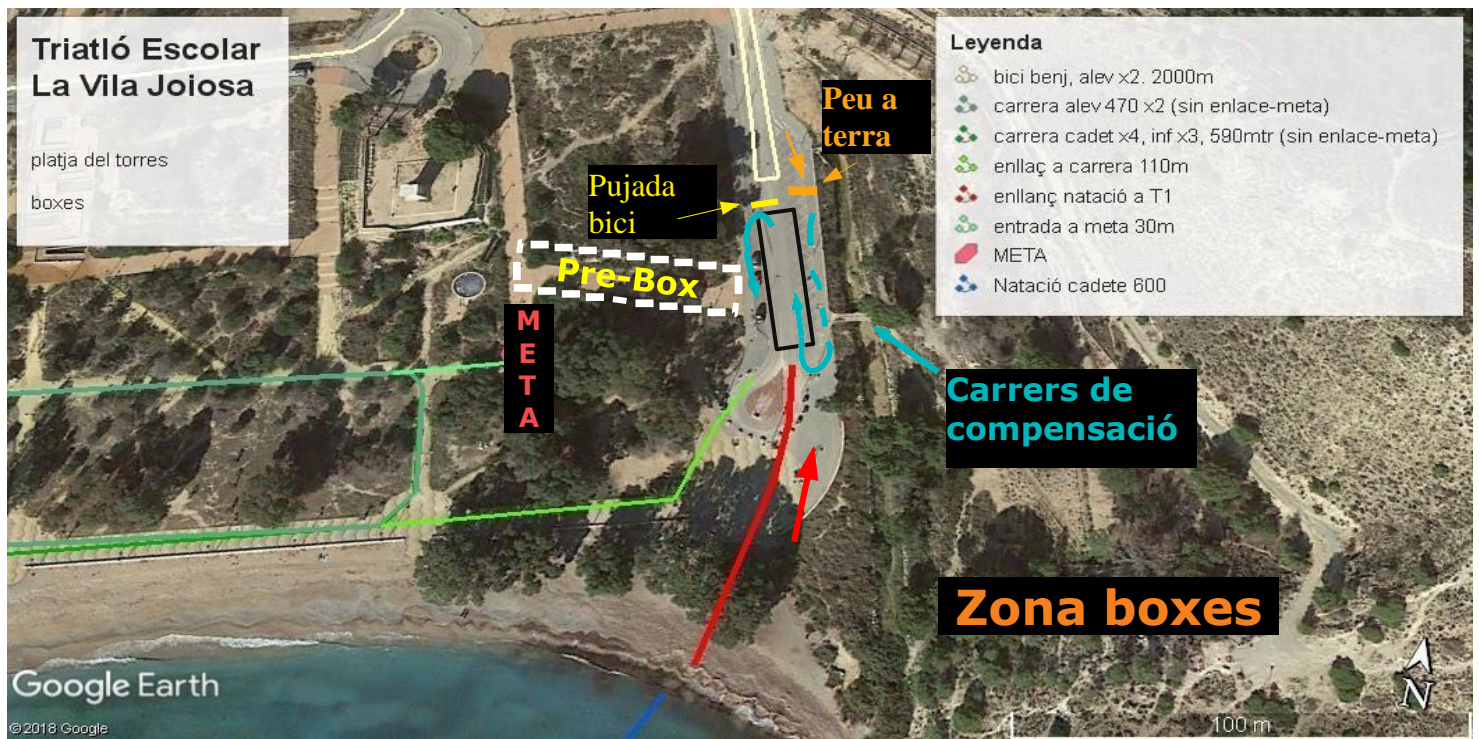 Triatló Escolar
La Vila Joiosa
platja del torres
boxes
Leyenda
bici benj, alev x2. 2000m
carrera alev 470 x2 (sin enlace-meta)
carrera cadet x4, inf x3, 590mtr (sin enlace-meta)
enllaç a carrera 110m
enllanç natació a T1
entrada a meta 30m
META
Natació cadete 600
Peu a
terra
Pujada
bici
Pre-Box
M
E
T
A
Carrers de
compensació
Zona boxes
Google Earth
© 2018 Google
N
100 m